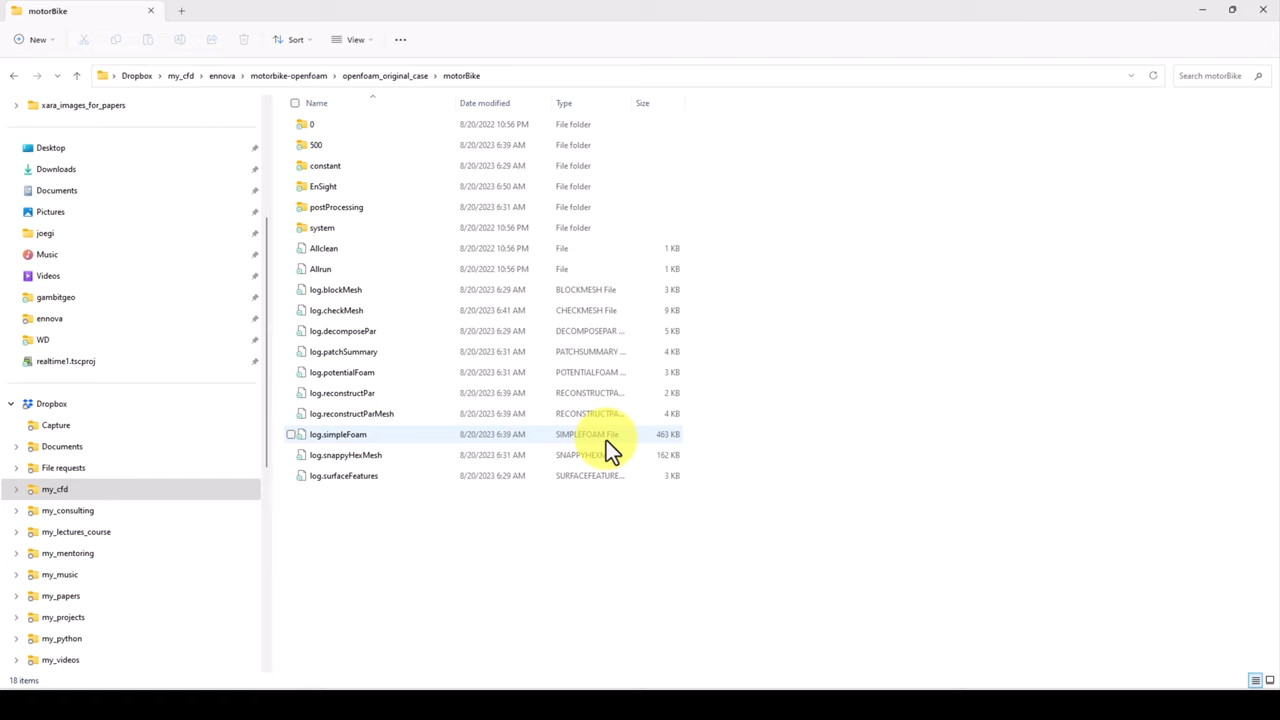 motorBike
New
Sort
View
Dropbox > my_cfd > ennova > motorbike-openfoam > openfoam_original_case > motorBike
Search motorBike
xara_images_for_papers
Desktop
Downloads
Documents
Pictures
joegi
Music
Videos
gambitgeo
ennova
WD
realtime1.tscproj
Dropbox
Capture
Documents
File requests
my_cfd
my_consulting
my_lectures_course
my_mentoring
my_music
my_papers
my_projects
my_python
my_videos
Name Date modified Type Size
0 8/20/2022 10:56 PM File folder
500 8/20/2023 6:39 AM File folder
constant 8/20/2023 6:29 AM File folder
EnSight 8/20/2023 6:50 AM File folder
postProcessing 8/20/2023 6:31 AM File folder
system 8/20/2022 10:56 PM File folder
Allclean 8/20/2022 10:56 PM File 1 KB
Allrun 8/20/2022 10:56 PM File 1 KB
log.blockMesh 8/20/2023 6:29 AM BLOCKMESH File 3 KB
log.checkMesh 8/20/2023 6:41 AM CHECKMESH File 9 KB
log.decomposePar 8/20/2023 6:29 AM DECOMPOSEPAR ... 5 KB
log.patchSummary 8/20/2023 6:31 AM PATCHSUMMARY ... 4 KB
log.potentialFoam 8/20/2023 6:31 AM POTENTIALFOAM ... 3 KB
log.reconstructPar 8/20/2023 6:39 AM RECONSTRUCTPA... 2 KB
log.reconstructParMesh 8/20/2023 6:39 AM RECONSTRUCTPA... 4 KB
log.simpleFoam 8/20/2023 6:39 AM SIMPLEFOAM File 463 KB
log.snappyHexMesh 8/20/2023 6:31 AM 162 KB
log.surfaceFeatures 8/20/2023 6:29 AM SURFACEFEATURE... 3 KB
18 items